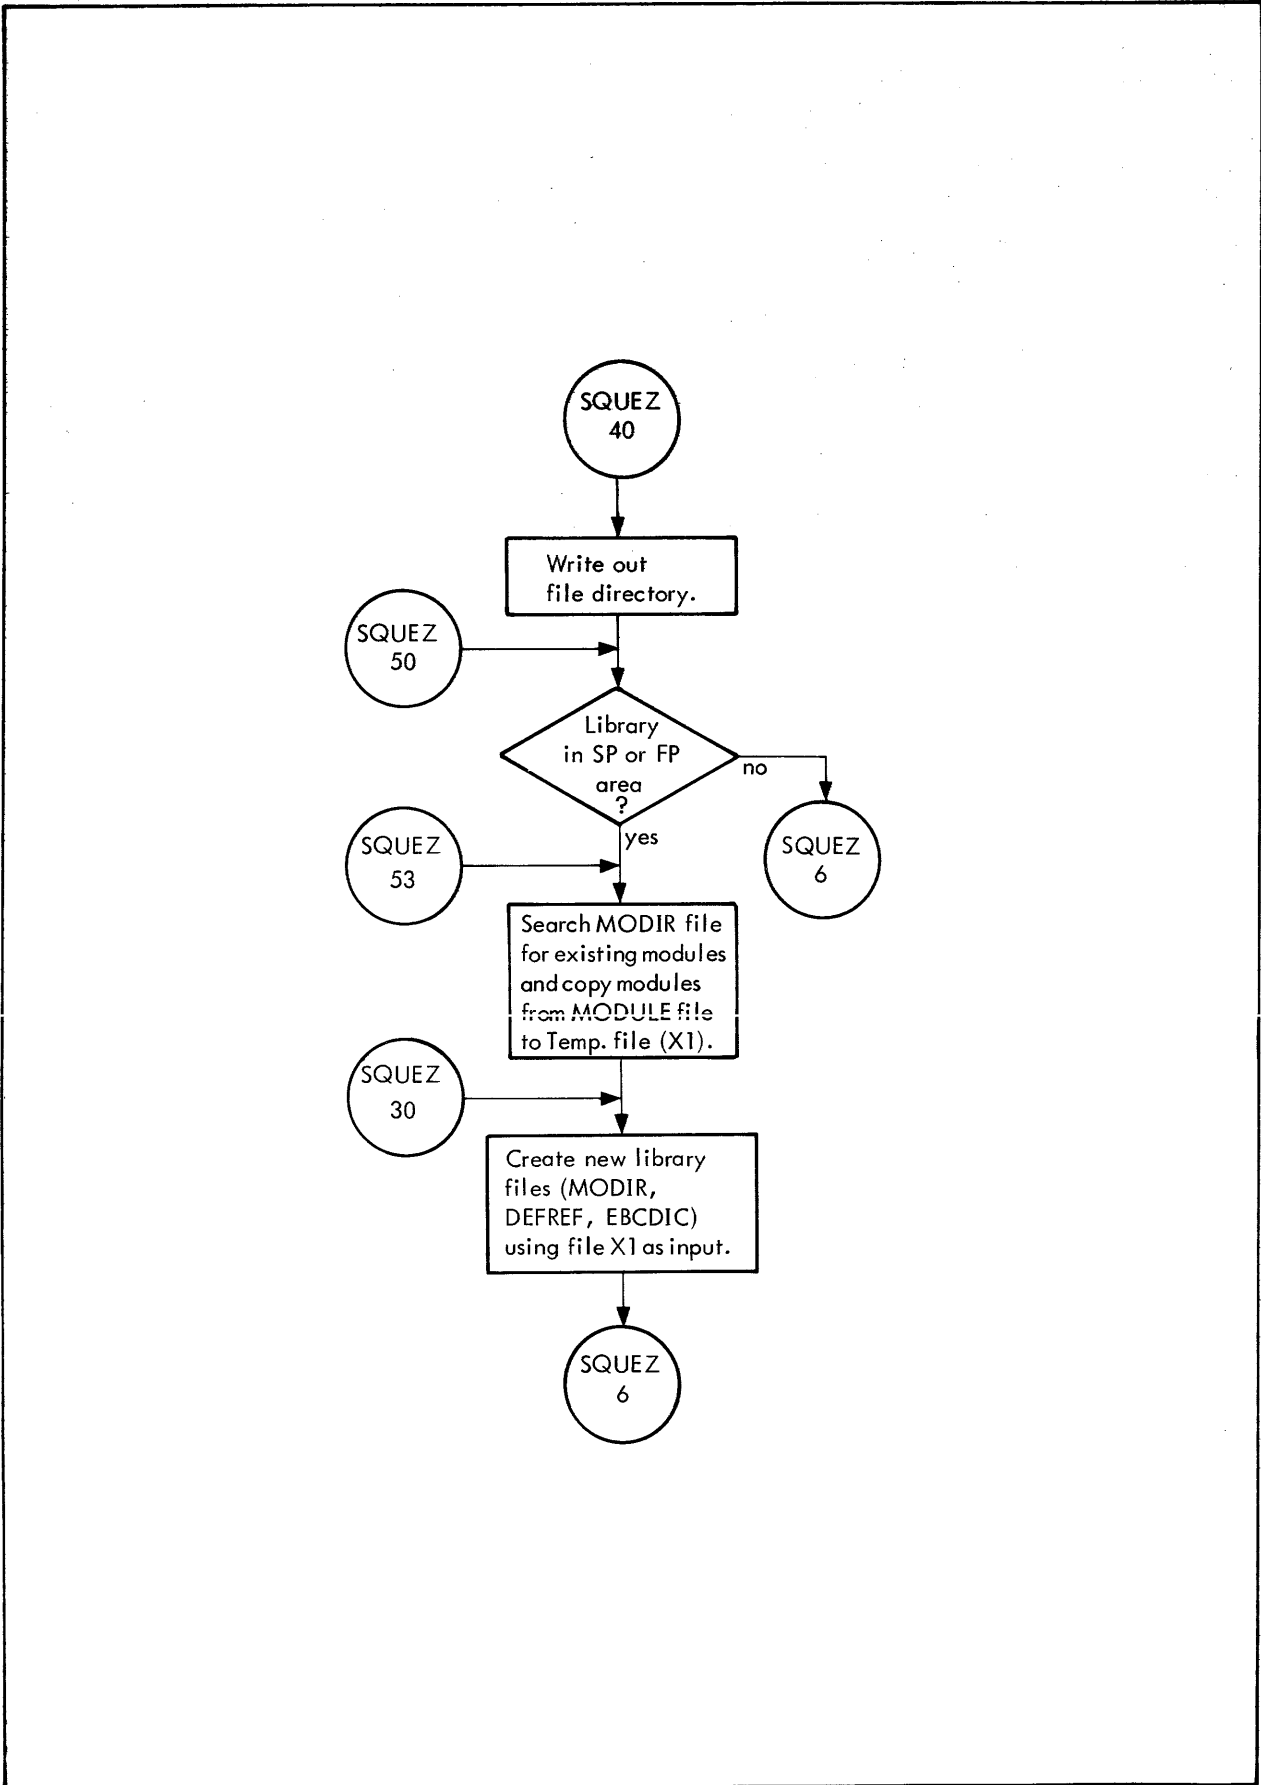 SQUEZ
40
Write out
file directory.
SQUEZ
50
Library
in SP or FP
area
?
no
yes
SQUEZ
53
SQUEZ
6
Search MODIR file
for existing modules
and copy modules
from MODULE file
to Temp. file (X1).
SQUEZ
30
Create new library
files (MODIR,
DEFREF, EBCDIC)
using file X1 as input.
SQUEZ
6